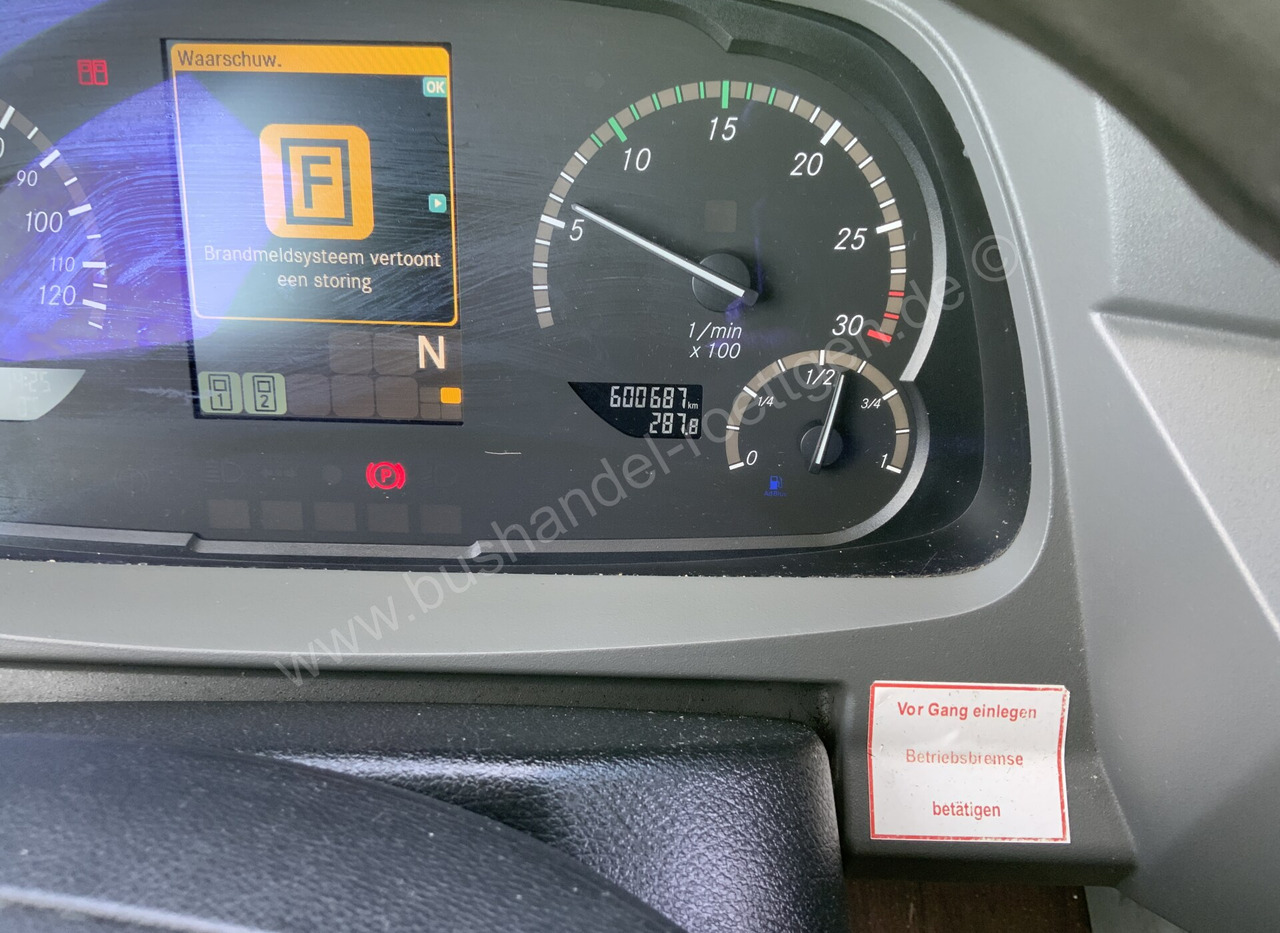 Waarschuw.
OK
F
Brandmeldsysteem vertoont
een storing
N
1 2
P
90
100
110
120
5
10
15
20
25
30
1/min
x 100
600687 km
287.8
0
1/4
1/2
3/4
1
www.bushandel-roettgen.de ©
Vor Gang einlegen
Betriebsbremse
betätigen